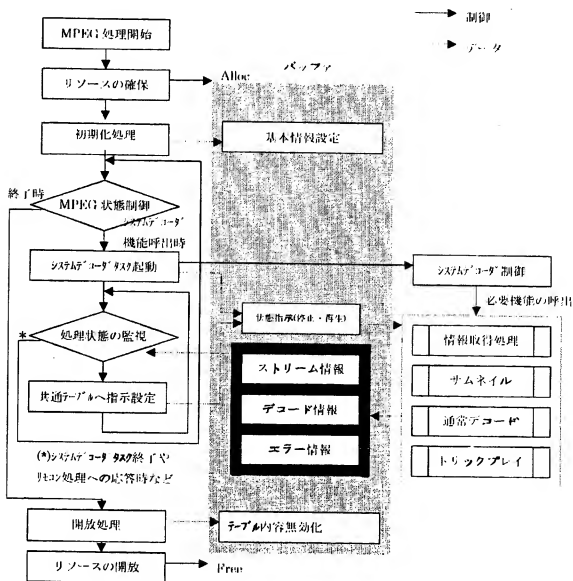 制御
データ
MPEG 処理開始
リソースの確保
Alloc
バッファ
初期化処理
基本情報設定
終了時
MPEG 状態制御
システムデコーダ
機能呼出時
システムデコーダタスク起動
システムデコーダ制御
必要機能の呼出
状態指示(停止・再生)
*
処理状態の監視
情報取得処理
ストリーム情報
サムネイル
共通テーブルへ指示設定
デコード情報
通常デコード
エラー情報
トリックプレイ
(*)システムデコーダ タスク終了や
リモコン処理への応答時など
開放処理
テーブル内容無効化
リソースの開放
Free